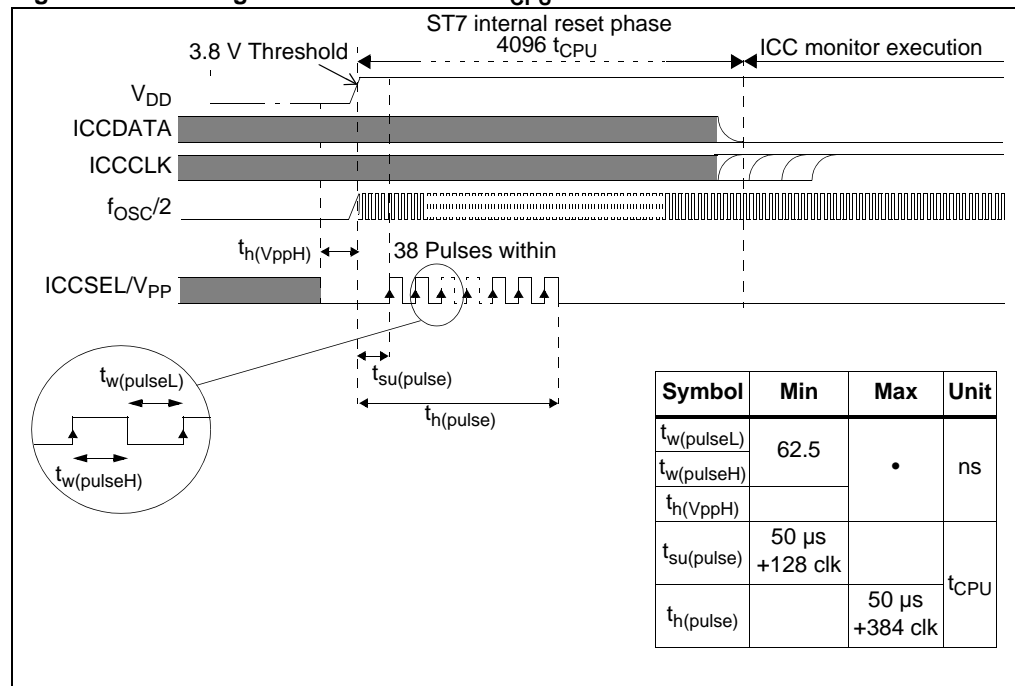 ST7 internal reset phase
3.8 V Threshold
4096 tCPU
ICC monitor execution
VDD
ICCDATA
ICCCLK
fOSC/2
th(VppH)
38 Pulses within
ICCSEL/VPP
tw(pulseL)
tw(pulseH)
tsu(pulse)
th(pulse)
Symbol Min Max Unit
tw(pulseL)
62.5 • ns
tw(pulseH)
th(VppH)
tsu(pulse) 50 µs
+128 clk
tCPU
th(pulse) 50 µs
+384 clk